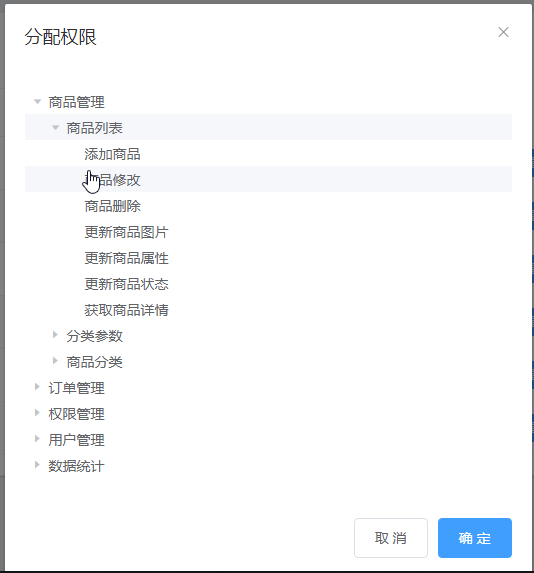 分配权限
商品管理
商品列表
添加商品
品修改
商品删除
更新商品图片
更新商品属性
更新商品状态
获取商品详情
分类参数
商品分类
订单管理
权限管理
用户管理
数据统计
取消 确定